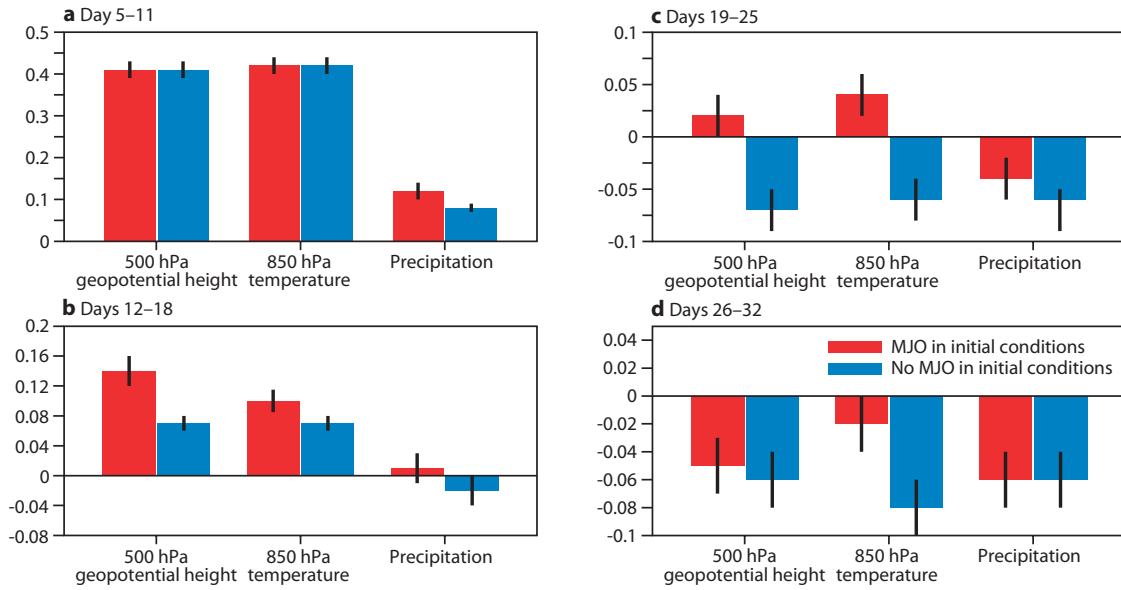 a Day 5–11
0.5
0.4
0.3
0.2
0.1
0
500 hPa
geopotential height
850 hPa
temperature
Precipitation
b Days 12–18
0.2
0.16
0.12
0.08
0.04
0
-0.04
-0.08
500 hPa
geopotential height
850 hPa
temperature
Precipitation
c Days 19–25
0.1
0.05
0
-0.05
-0.1
500 hPa
geopotential height
850 hPa
temperature
Precipitation
d Days 26–32
0.04
0.02
0
-0.02
-0.04
-0.06
-0.08
-0.1
MJO in initial conditions
No MJO in initial conditions
500 hPa
geopotential height
850 hPa
temperature
Precipitation